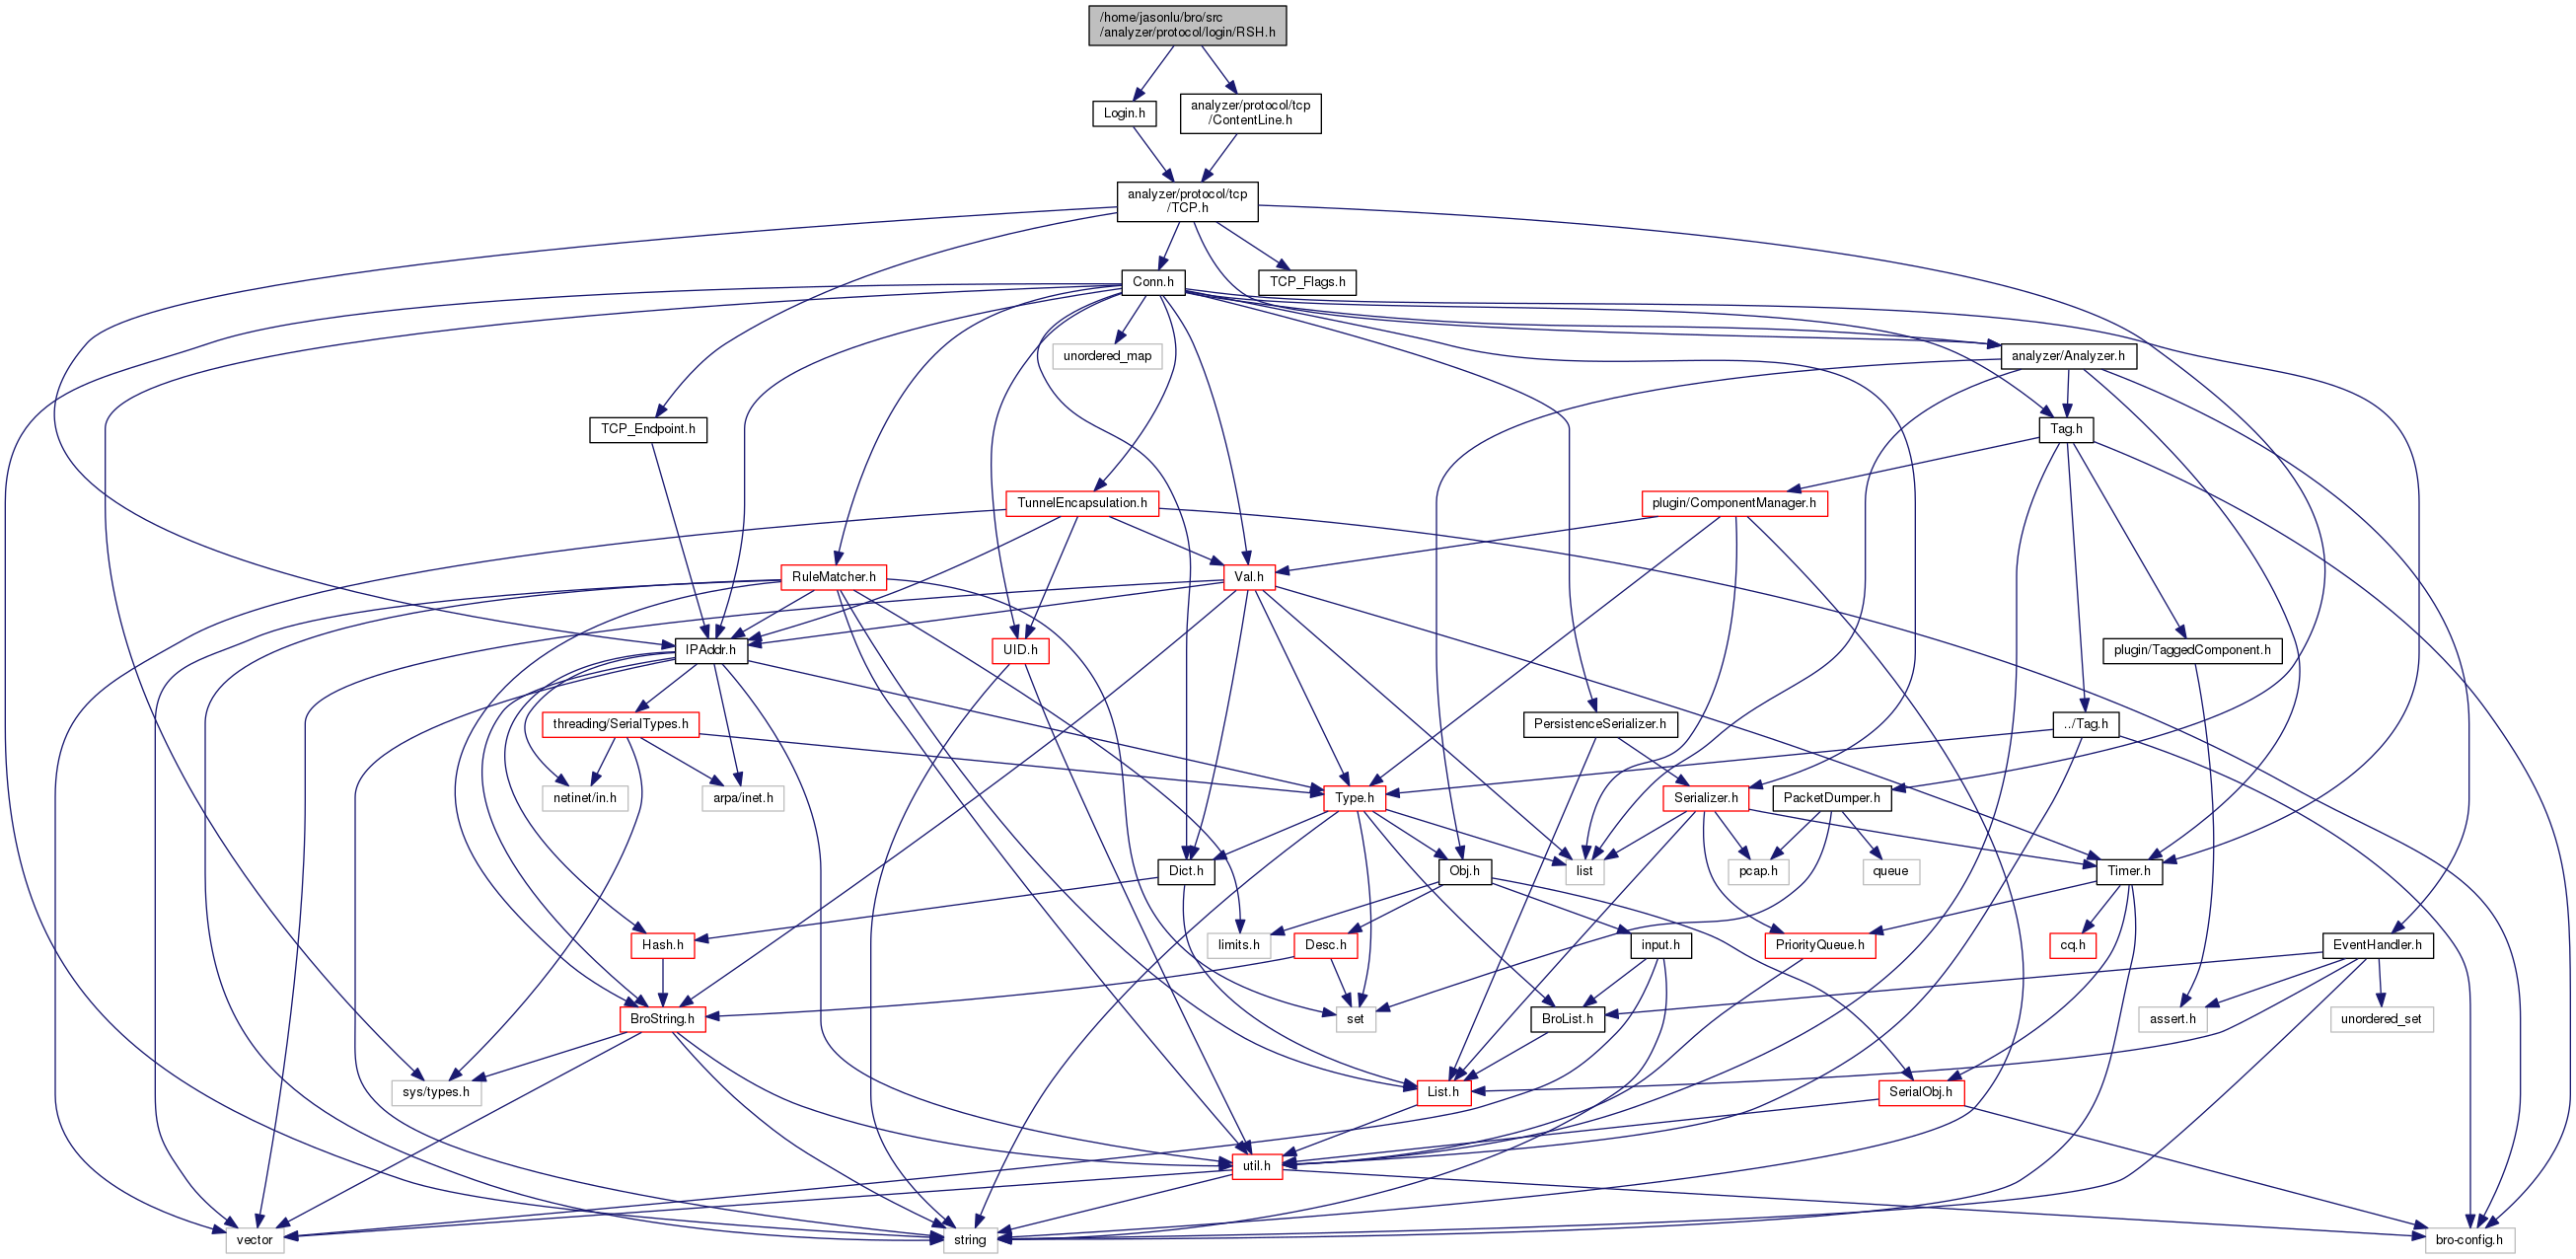 /home/jasonlu/bro/src
/analyzer/protocol/login/RSH.h
Login.h
analyzer/protocol/tcp
/ContentLine.h
analyzer/protocol/tcp
/TCP.h
Conn.h
TCP_Flags.h
unordered_map
analyzer/Analyzer.h
TCP_Endpoint.h
Tag.h
TunnelEncapsulation.h
plugin/ComponentManager.h
RuleMatcher.h
Val.h
IPAddr.h
UID.h
plugin/TaggedComponent.h
threading/SerialTypes.h
PersistenceSerializer.h
../Tag.h
netinet/in.h
arpa/inet.h
Type.h
Serializer.h
PacketDumper.h
Dict.h
Obj.h
list
pcap.h
queue
Timer.h
Hash.h
limits.h
Desc.h
input.h
PriorityQueue.h
cq.h
EventHandler.h
BroString.h
set
BroList.h
assert.h
unordered_set
sys/types.h
List.h
SerialObj.h
util.h
vector
string
bro-config.h